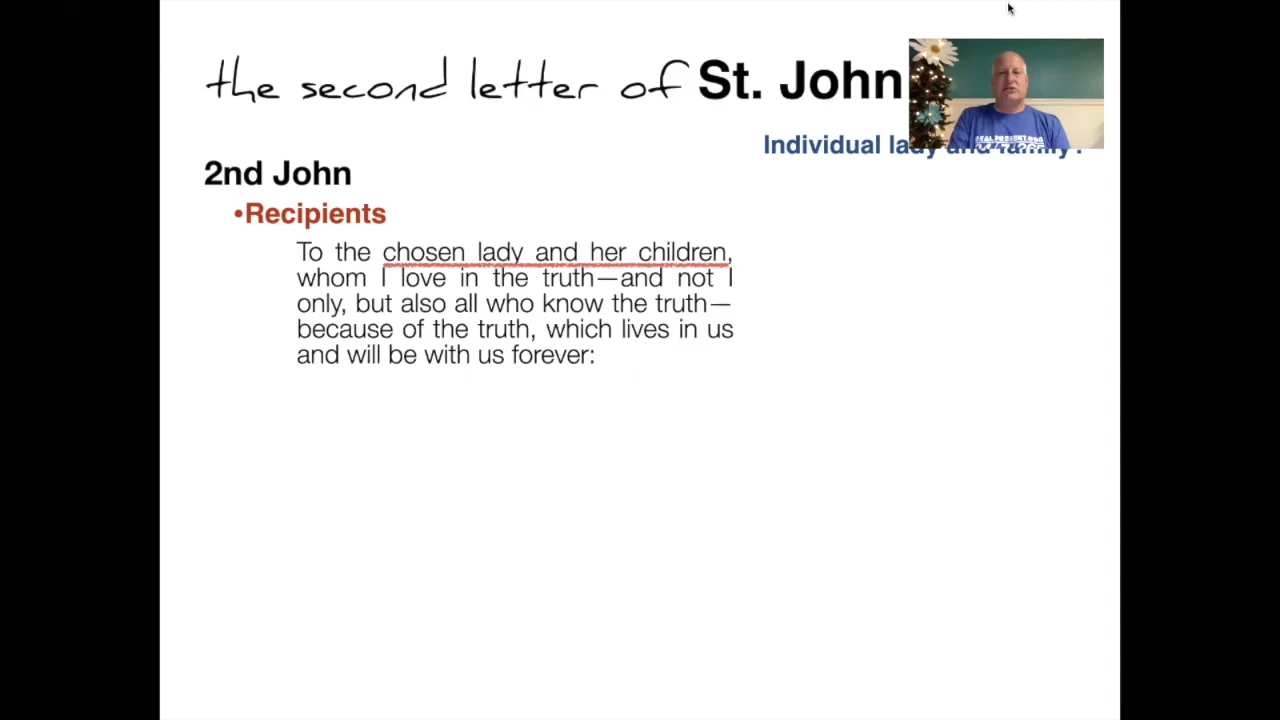 the second letter of St. John
Individual lady and family?
2nd John
•Recipients
To the chosen lady and her children,
whom I love in the truth—and not I
only, but also all who know the truth—
because of the truth, which lives in us
and will be with us forever: